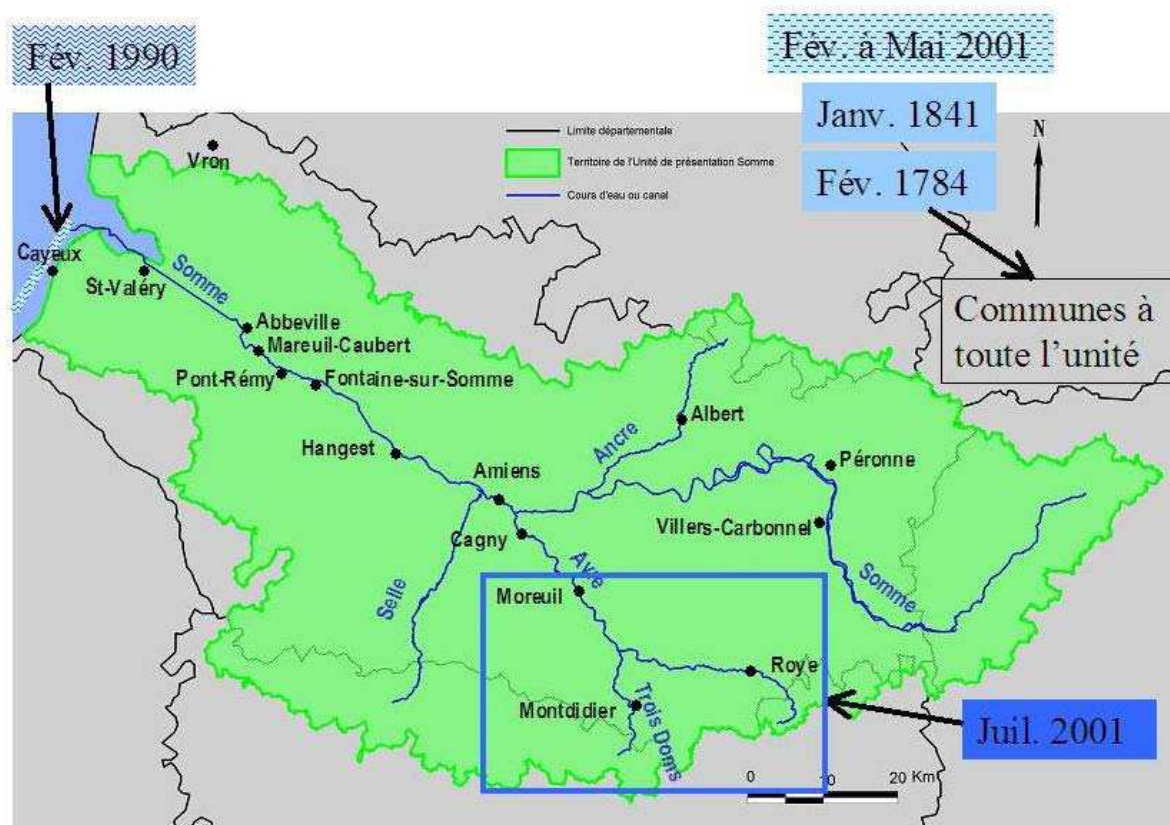 Fév. 1990
Fév. à Mai 2001
Janv. 1841
Fév. 1784
N
Limite départementale
Territoire de l'Unité de présentation Somme
Cours d'eau ou canal
Communes à
toute l'unité
Vron
Cayeux
St-Valéry
Somme
Abbeville
Mareuil-Caubert
Pont-Rémy
Fontaine-sur-Somme
Hangest
Amiens
Ancre
Albert
Péronne
Villers-Carbonnel
Cagny
Avre
Selle
Somme
Moreuil
Roye
Montdidier
Trois Doms
Juil. 2001
0 10 20 Km